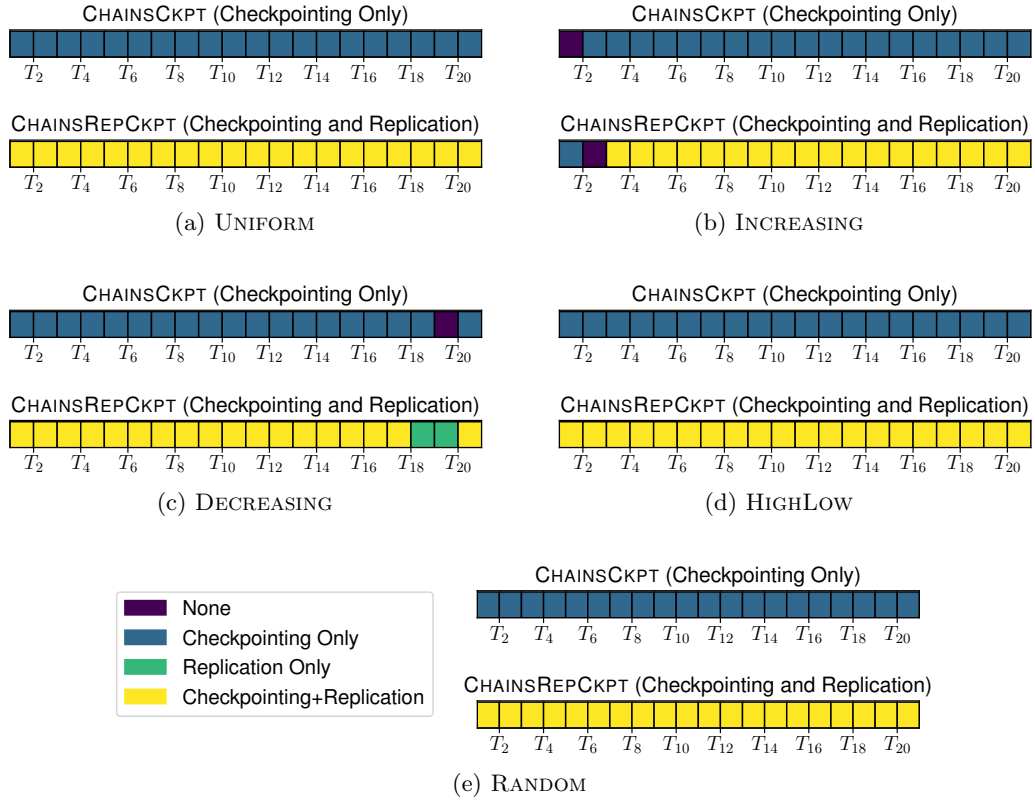 CHAINSCKPT (Checkpointing Only)
T2 T4 T6 T8 T10 T12 T14 T16 T18 T20
CHAINSREPCKPT (Checkpointing and Replication)
T2 T4 T6 T8 T10 T12 T14 T16 T18 T20
(a) UNIFORM
CHAINSCKPT (Checkpointing Only)
T2 T4 T6 T8 T10 T12 T14 T16 T18 T20
CHAINSREPCKPT (Checkpointing and Replication)
T2 T4 T6 T8 T10 T12 T14 T16 T18 T20
(b) INCREASING
CHAINSCKPT (Checkpointing Only)
T2 T4 T6 T8 T10 T12 T14 T16 T18 T20
CHAINSREPCKPT (Checkpointing and Replication)
T2 T4 T6 T8 T10 T12 T14 T16 T18 T20
(c) DECREASING
CHAINSCKPT (Checkpointing Only)
T2 T4 T6 T8 T10 T12 T14 T16 T18 T20
CHAINSREPCKPT (Checkpointing and Replication)
T2 T4 T6 T8 T10 T12 T14 T16 T18 T20
(d) HIGHLOW
None
Checkpointing Only
Replication Only
Checkpointing+Replication
CHAINSCKPT (Checkpointing Only)
T2 T4 T6 T8 T10 T12 T14 T16 T18 T20
CHAINSREPCKPT (Checkpointing and Replication)
T2 T4 T6 T8 T10 T12 T14 T16 T18 T20
(e) RANDOM